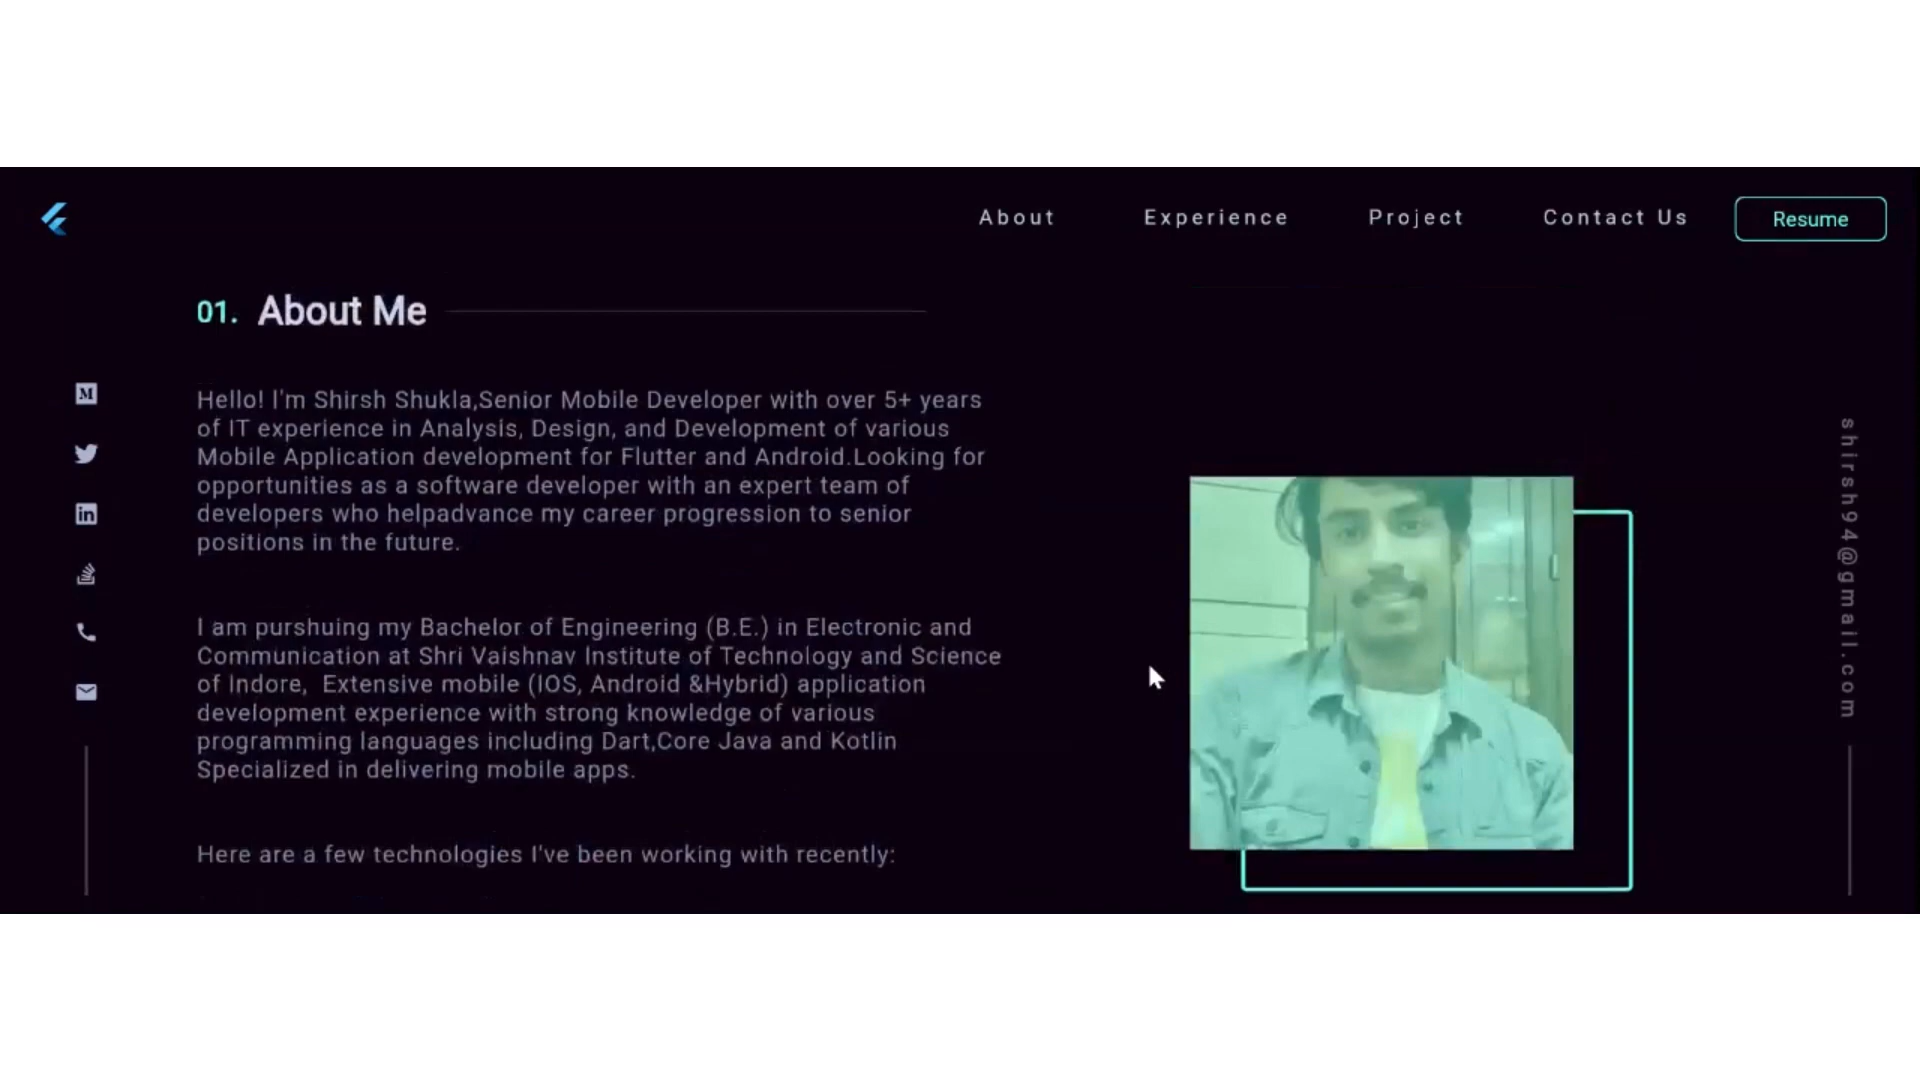 About
Experience
Project
Contact Us
Resume
01. About Me
Hello! I'm Shirsh Shukla,Senior Mobile Developer with over 5+ years
of IT experience in Analysis, Design, and Development of various
Mobile Application development for Flutter and Android.Looking for
opportunities as a software developer with an expert team of
developers who helpadvance my career progression to senior
positions in the future.
I am purshuing my Bachelor of Engineering (B.E.) in Electronic and
Communication at Shri Vaishnav Institute of Technology and Science
of Indore,  Extensive mobile (IOS, Android &Hybrid) application
development experience with strong knowledge of various
programming languages including Dart,Core Java and Kotlin
Specialized in delivering mobile apps.
Here are a few technologies I've been working with recently:
M
in
shirsh94@gmail.com